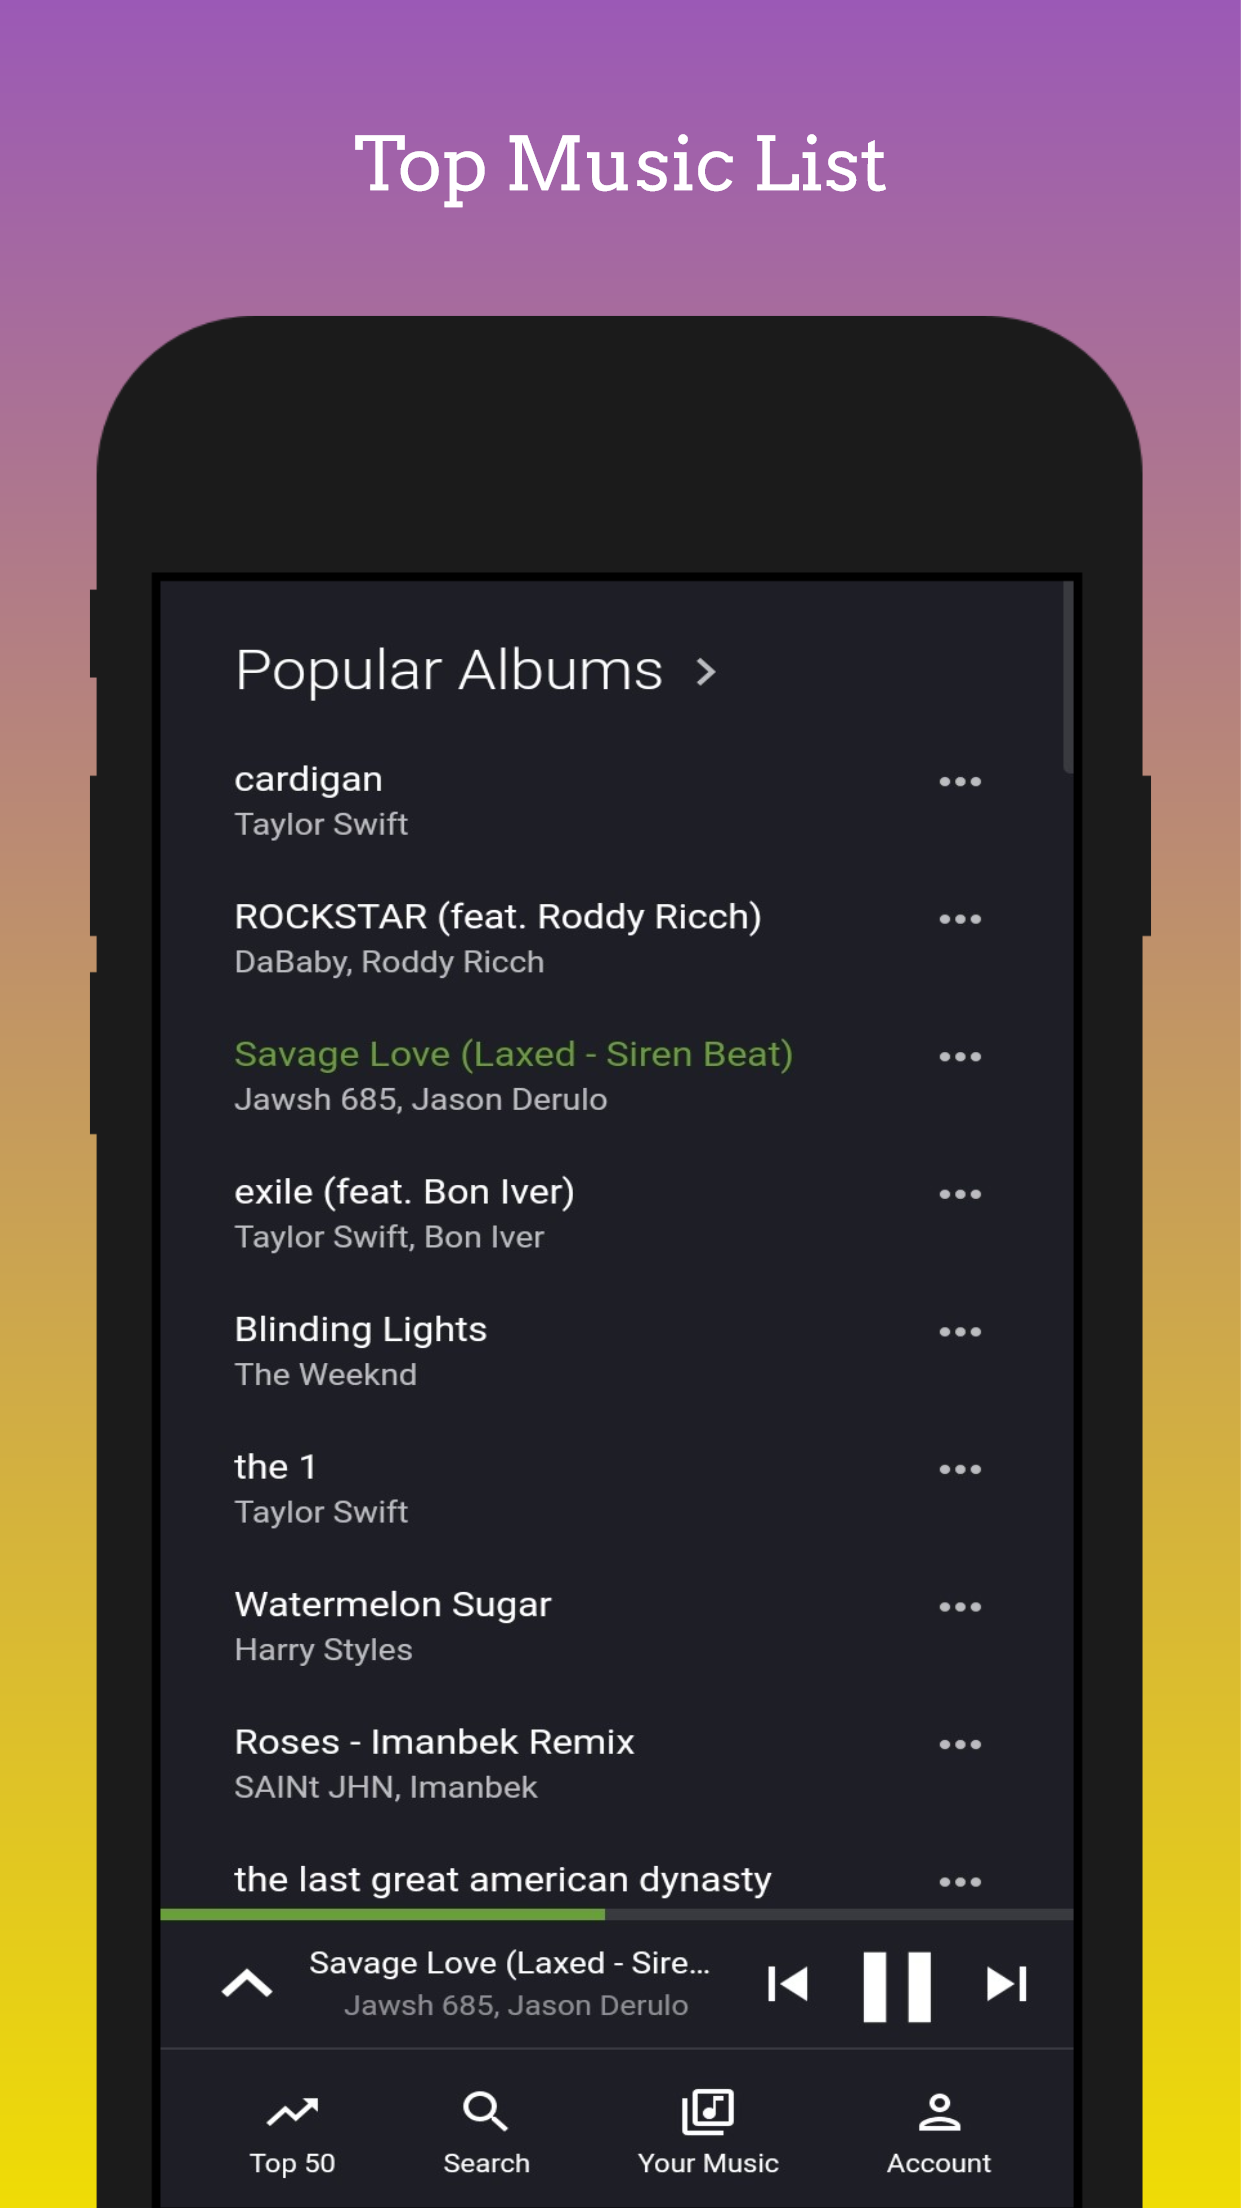 Top Music List
Popular Albums
cardigan
Taylor Swift
ROCKSTAR (feat. Roddy Ricch)
DaBaby, Roddy Ricch
Savage Love (Laxed - Siren Beat)
Jawsh 685, Jason Derulo
exile (feat. Bon Iver)
Taylor Swift, Bon Iver
Blinding Lights
The Weeknd
the 1
Taylor Swift
Watermelon Sugar
Harry Styles
Roses - Imanbek Remix
SAINt JHN, Imanbek
the last great american dynasty
Savage Love (Laxed - Sire...
Jawsh 685, Jason Derulo
Top 50
Search
Your Music
Account